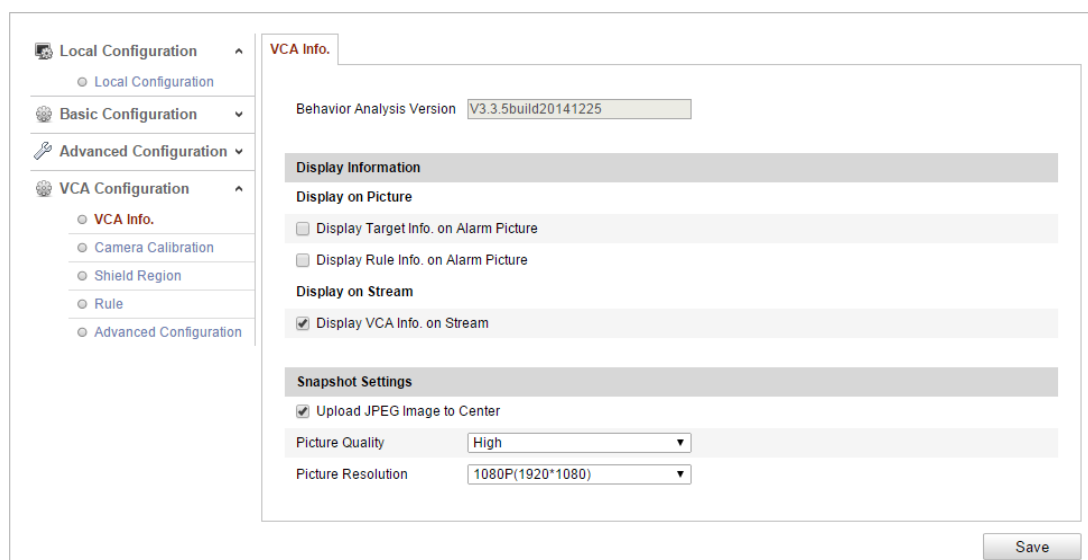 Local Configuration
Local Configuration
Basic Configuration
Advanced Configuration
VCA Configuration
VCA Info.
Camera Calibration
Shield Region
Rule
Advanced Configuration
VCA Info.
Behavior Analysis Version V3.3.5build20141225
Display Information
Display on Picture
Display Target Info. on Alarm Picture
Display Rule Info. on Alarm Picture
Display on Stream
Display VCA Info. on Stream
Snapshot Settings
Upload JPEG Image to Center
Picture Quality High
Picture Resolution 1080P(1920*1080)
Save